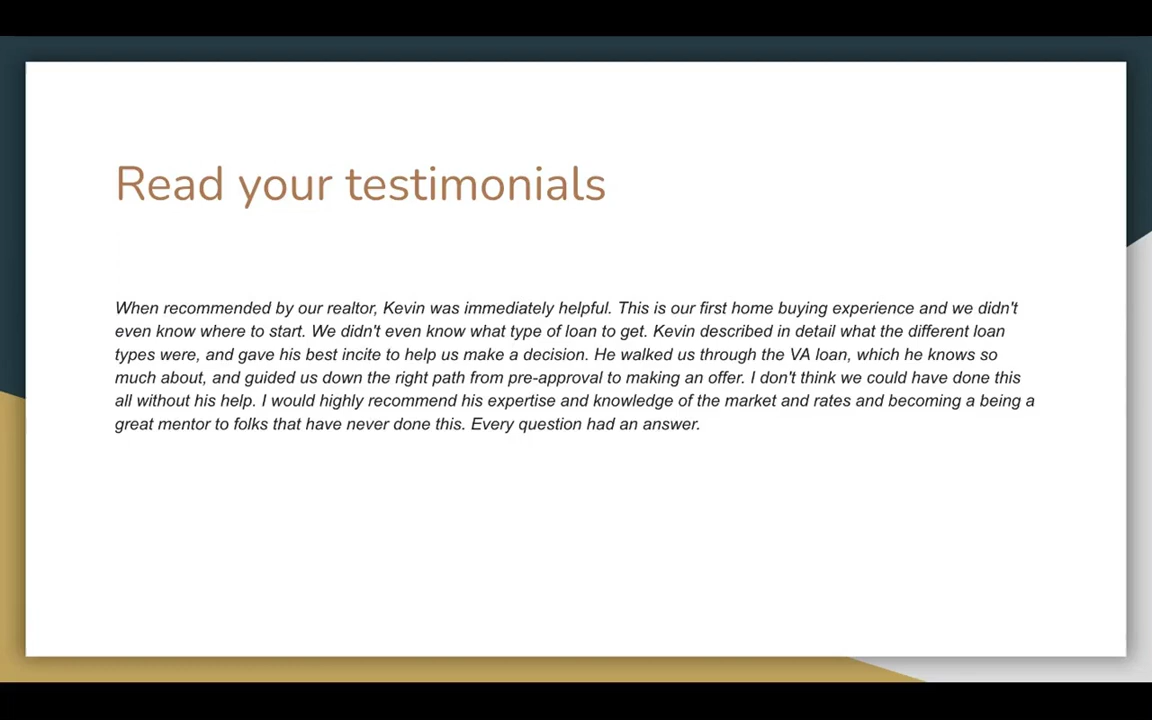 Read your testimonials
When recommended by our realtor, Kevin was immediately helpful. This is our first home buying experience and we didn't
even know where to start. We didn't even know what type of loan to get. Kevin described in detail what the different loan
types were, and gave his best incite to help us make a decision. He walked us through the VA loan, which he knows so
much about, and guided us down the right path from pre-approval to making an offer. I don't think we could have done this
all without his help. I would highly recommend his expertise and knowledge of the market and rates and becoming a being a
great mentor to folks that have never done this. Every question had an answer.